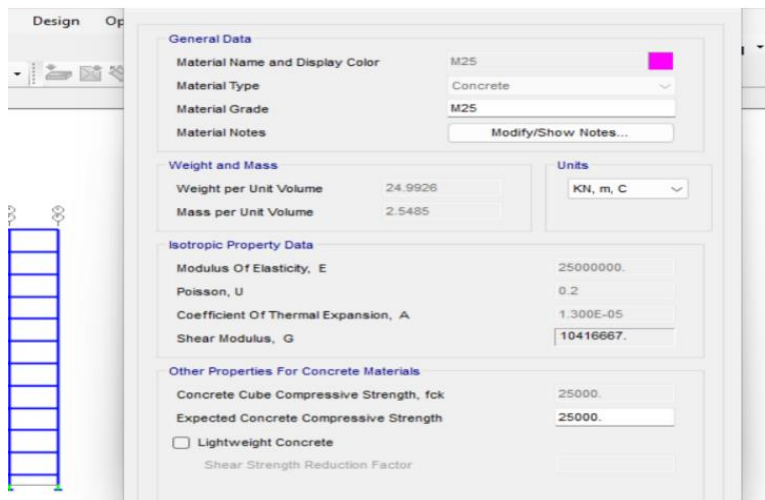 Design Op
General Data
Material Name and Display Color M25
Material Type Concrete
Material Grade M25
Material Notes Modify/Show Notes...
Weight and Mass Units
Weight per Unit Volume 24.9926 KN, m, C
Mass per Unit Volume 2.5485
Isotropic Property Data
Modulus Of Elasticity, E 25000000.
Poisson, U 0.2
Coefficient Of Thermal Expansion, A 1.300E-05
Shear Modulus, G 10416667.
Other Properties For Concrete Materials
Concrete Cube Compressive Strength, fck 25000.
Expected Concrete Compressive Strength 25000.
Lightweight Concrete
Shear Strength Reduction Factor